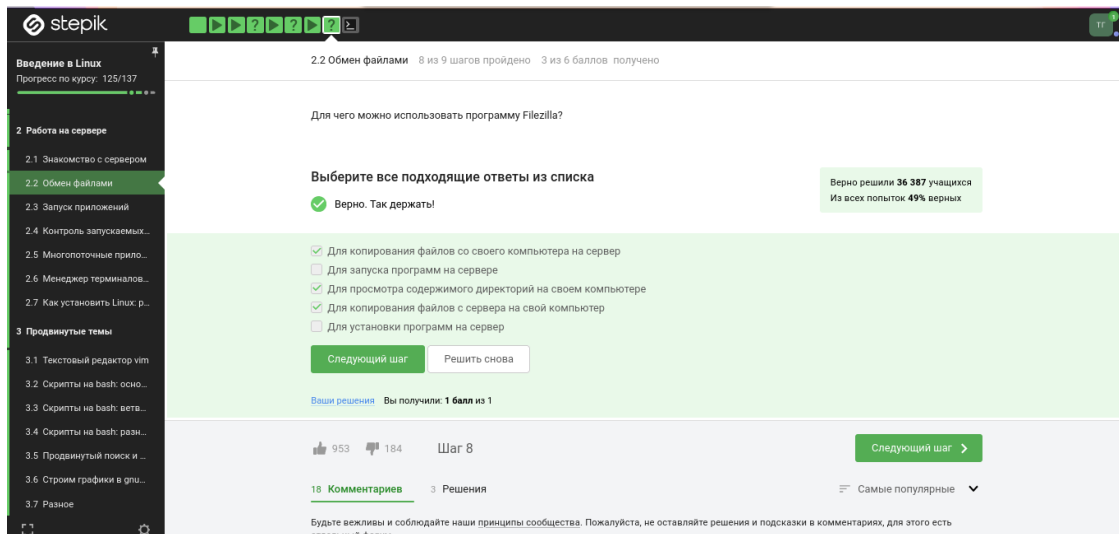 stepik
ТГ
1
Введение в Linux
Прогресс по курсу: 125/137
2 Работа на сервере
2.1 Знакомство с сервером
2.2 Обмен файлами
2.3 Запуск приложений
2.4 Контроль запускаемых...
2.5 Многопоточные прило...
2.6 Менеджер терминалов...
2.7 Как установить Linux: р...
3 Продвинутые темы
3.1 Текстовый редактор vim
3.2 Скрипты на bash: осно...
3.3 Скрипты на bash: ветв...
3.4 Скрипты на bash: разн...
3.5 Продвинутый поиск и ...
3.6 Строим графики в gnu...
3.7 Разное
2.2 Обмен файлами 8 из 9 шагов пройдено 3 из 6 баллов получено
Для чего можно использовать программу Filezilla?
Выберите все подходящие ответы из списка
Верно. Так держать!
Верно решили 36 387 учащихся
Из всех попыток 49% верных
Для копирования файлов со своего компьютера на сервер
Для запуска программ на сервере
Для просмотра содержимого директорий на своем компьютере
Для копирования файлов с сервера на свой компьютер
Для установки программ на сервер
Следующий шаг Решить снова
Ваши решения Вы получили: 1 балл из 1
953 184 Шаг 8 Следующий шаг
18 Комментариев 3 Решения Самые популярные
Будьте вежливы и соблюдайте наши принципы сообщества. Пожалуйста, не оставляйте решения и подсказки в комментариях, для этого есть